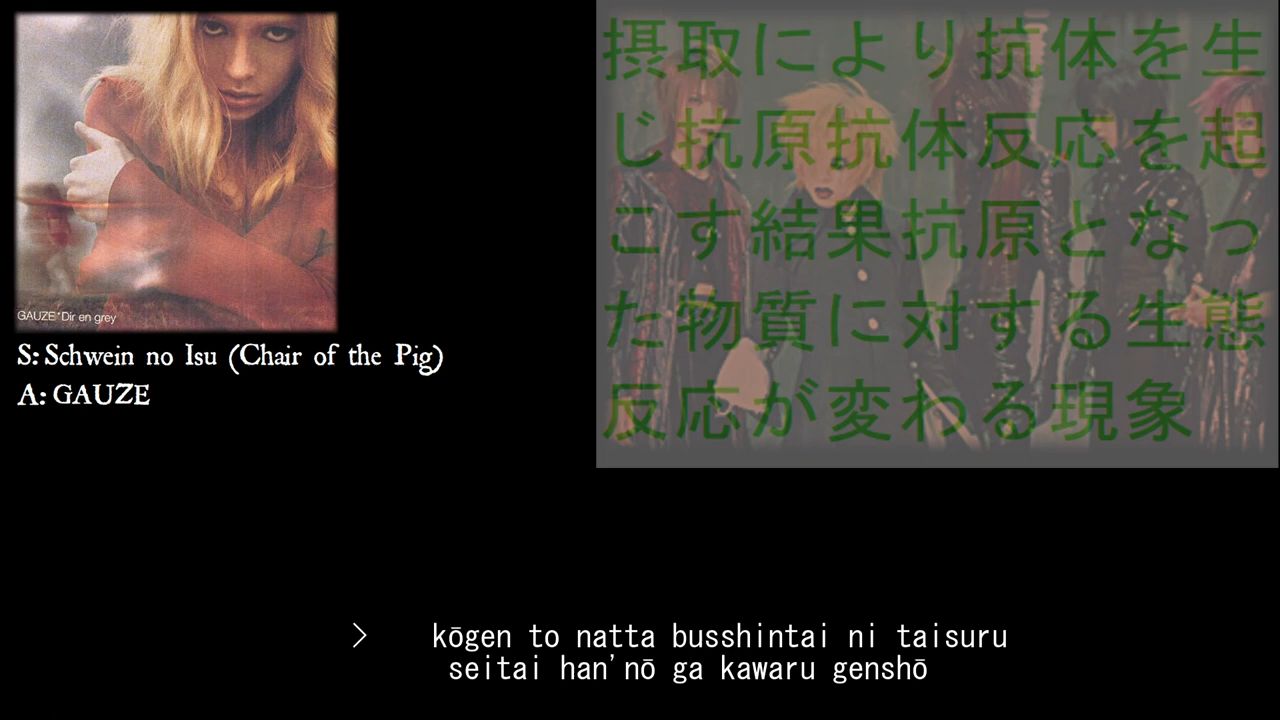 GAUZE*Dir en grey
S: Schwein no Isu (Chair of the Pig)
A: GAUZE
摂取により抗体を生
じ抗原抗体反応を起
こす結果抗原となっ
た物質に対する生態
反応が変わる現象
> kōgen to natta busshintai ni taisuru
seitai han'nō ga kawaru genshō